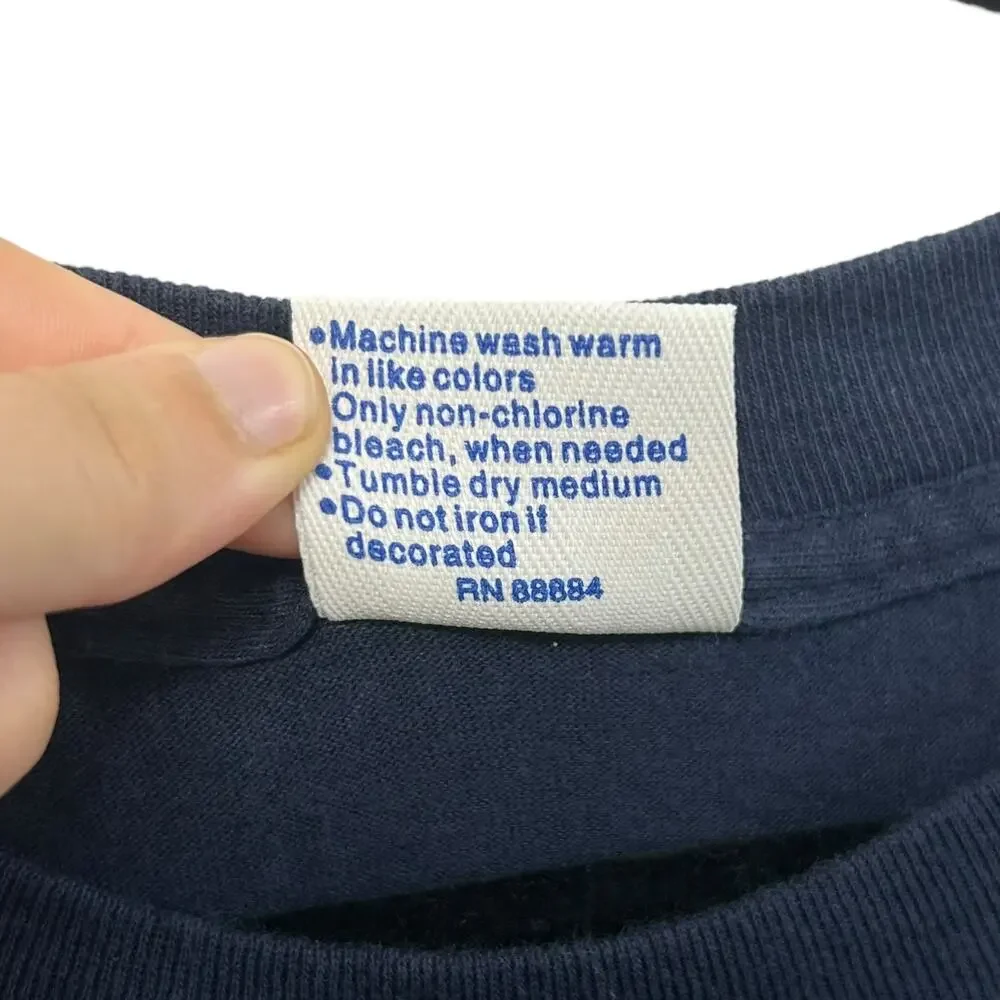 •Machine wash warm
in like colors
Only non-chlorine
bleach, when needed
•Tumble dry medium
•Do not iron if
decorated
RN 88884